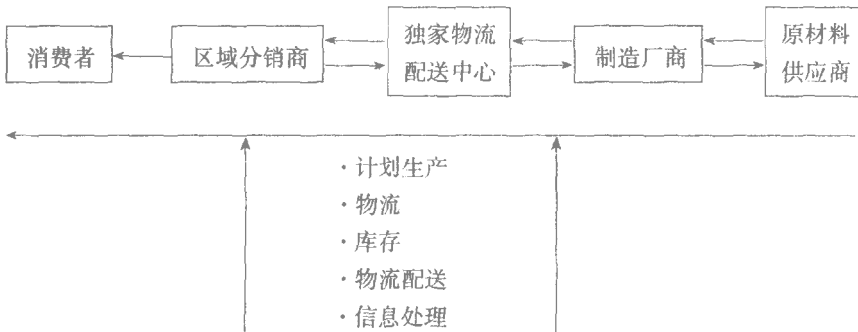 消费者
区域分销商
独家物流
配送中心
制造厂商
原材料
供应商
·计划生产
·物流
·库存
·物流配送
·信息处理